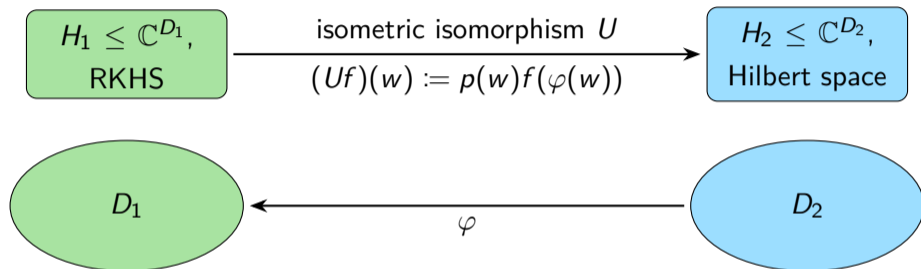 H₁ ≤ ℂ^{D₁},
RKHS
isometric isomorphism U
(Uf)(w) := p(w)f(φ(w))
H₂ ≤ ℂ^{D₂},
Hilbert space
D₁
φ
D₂